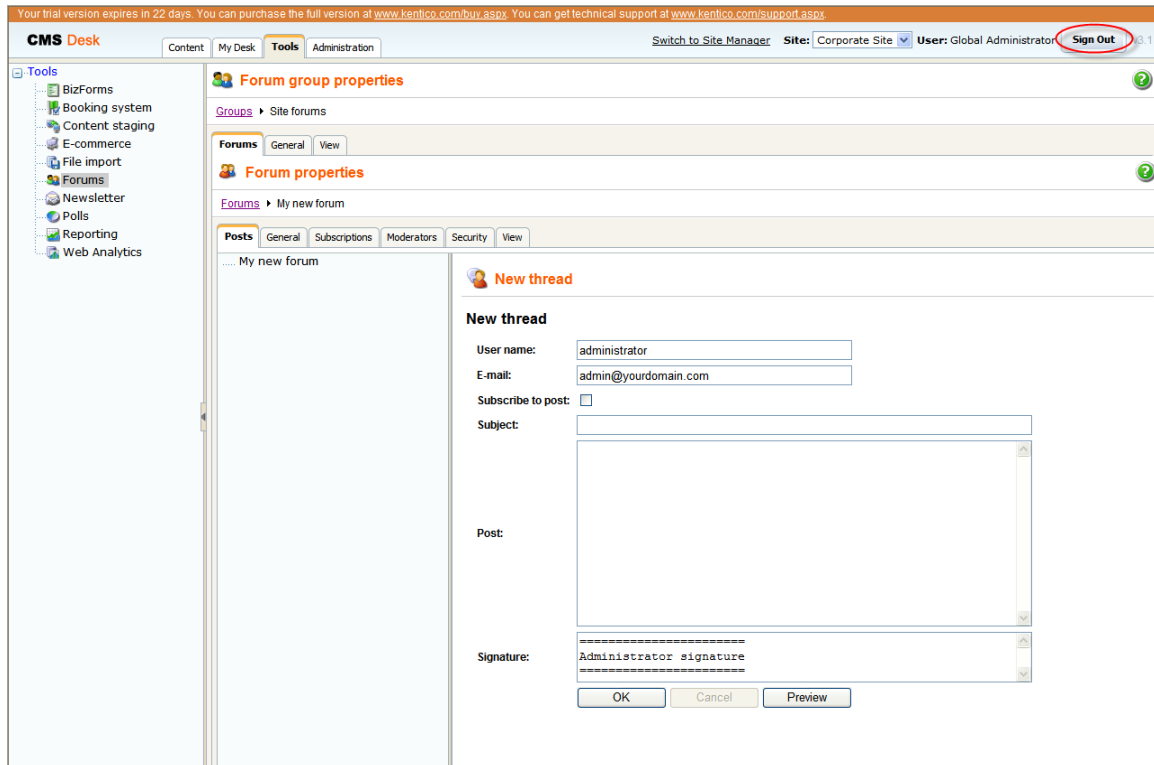 Your trial version expires in 22 days. You can purchase the full version at www.kentico.com/buy.aspx. You can get technical support at www.kentico.com/support.aspx.
CMS Desk
Content My Desk Tools Administration
Switch to Site Manager Site: Corporate Site User: Global Administrator Sign Out
Tools
BizForms
Booking system
Content staging
E-commerce
File import
Forums
Newsletter
Polls
Reporting
Web Analytics
Forum group properties
Groups Site forums
Forums General View
Forum properties
Forums My new forum
Posts General Subscriptions Moderators Security View
My new forum
New thread
New thread
User name: administrator
E-mail: admin@yourdomain.com
Subscribe to post:
Subject:
Post:
Signature:
=======================
Administrator signature
=======================
OK Cancel Preview